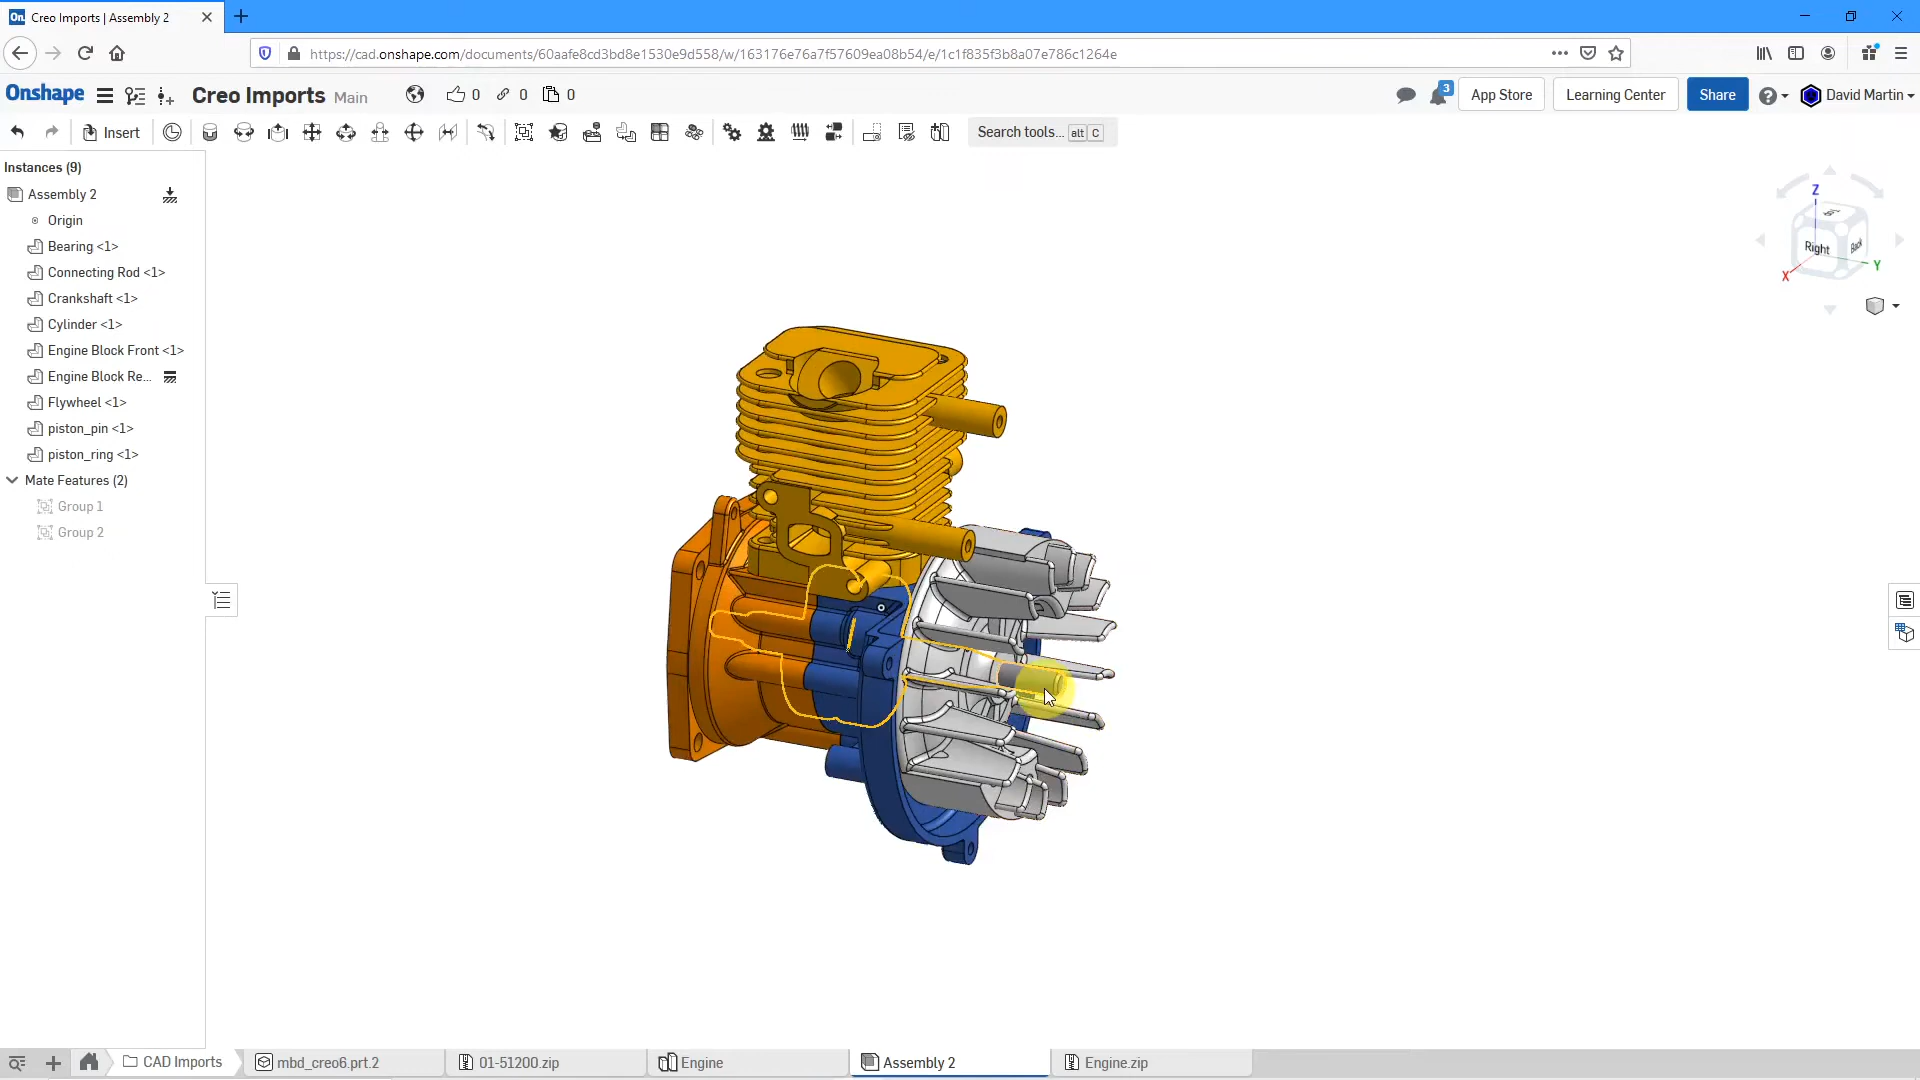 On. Creo Imports | Assembly 2
https://cad.onshape.com/documents/60aafe8cd3bd8e1530e9d558/w/163176e76a7f57609ea08b54/e/1c1f835f3b8a07e786c1264e
Onshape Creo Imports Main 0 0 0 3 App Store Learning Center Share David Martin
Insert Search tools... alt C
Instances (9)
Assembly 2
Origin
Bearing <1>
Connecting Rod <1>
Crankshaft <1>
Cylinder <1>
Engine Block Front <1>
Engine Block Re...
Flywheel <1>
piston_pin <1>
piston_ring <1>
Mate Features (2)
Group 1
Group 2
Z
Right Back
X Y
CAD Imports mbd_creo6.prt.2 01-51200.zip Engine Assembly 2 Engine.zip